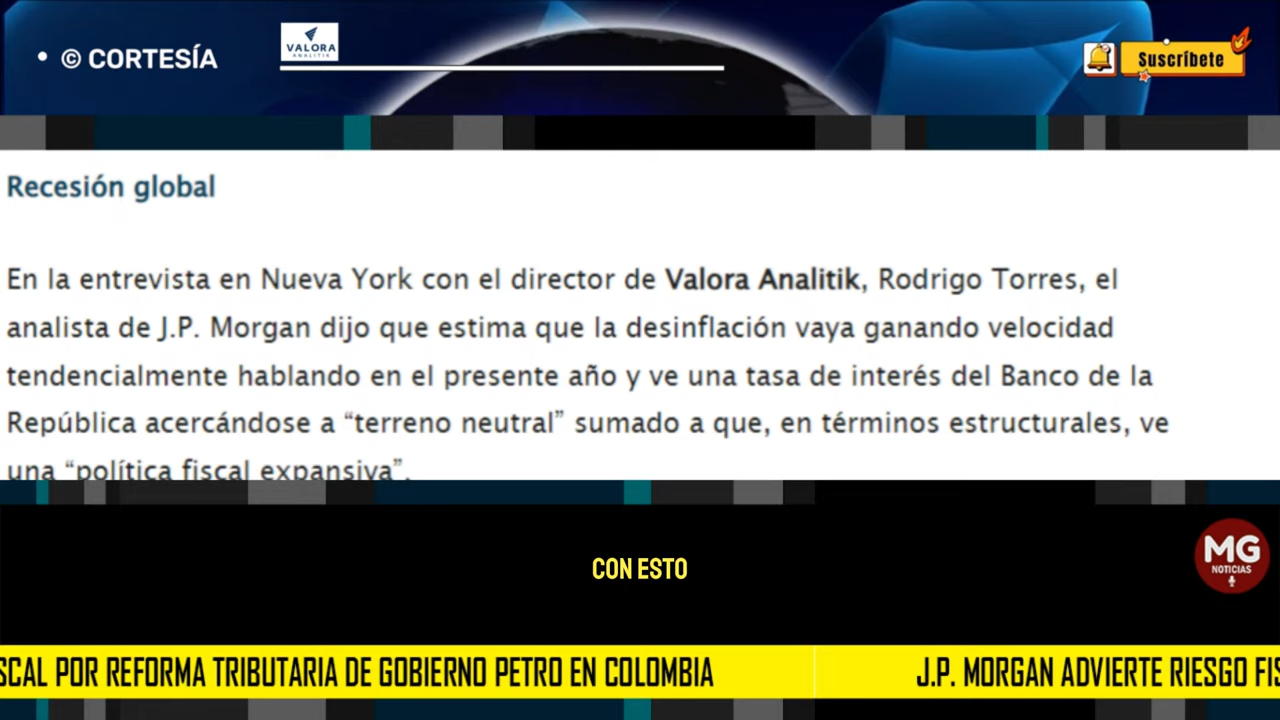 • © CORTESÍA
VALORA
ANALITIK
Suscríbete
Recesión global
En la entrevista en Nueva York con el director de Valora Analitik, Rodrigo Torres, el
analista de J.P. Morgan dijo que estima que la desinflación vaya ganando velocidad
tendencialmente hablando en el presente año y ve una tasa de interés del Banco de la
República acercándose a “terreno neutral” sumado a que, en términos estructurales, ve
una “política fiscal expansiva”.
CON ESTO
MG
NOTICIAS
SCAL POR REFORMA TRIBUTARIA DE GOBIERNO PETRO EN COLOMBIA J.P. MORGAN ADVIERTE RIESGO FIS